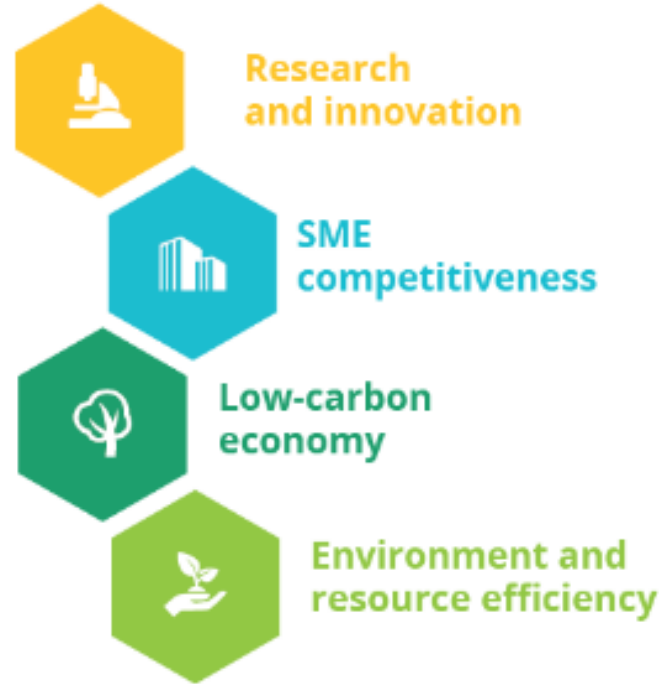 Research
and innovation
SME
competitiveness
Low-carbon
economy
Environment and
resource efficiency